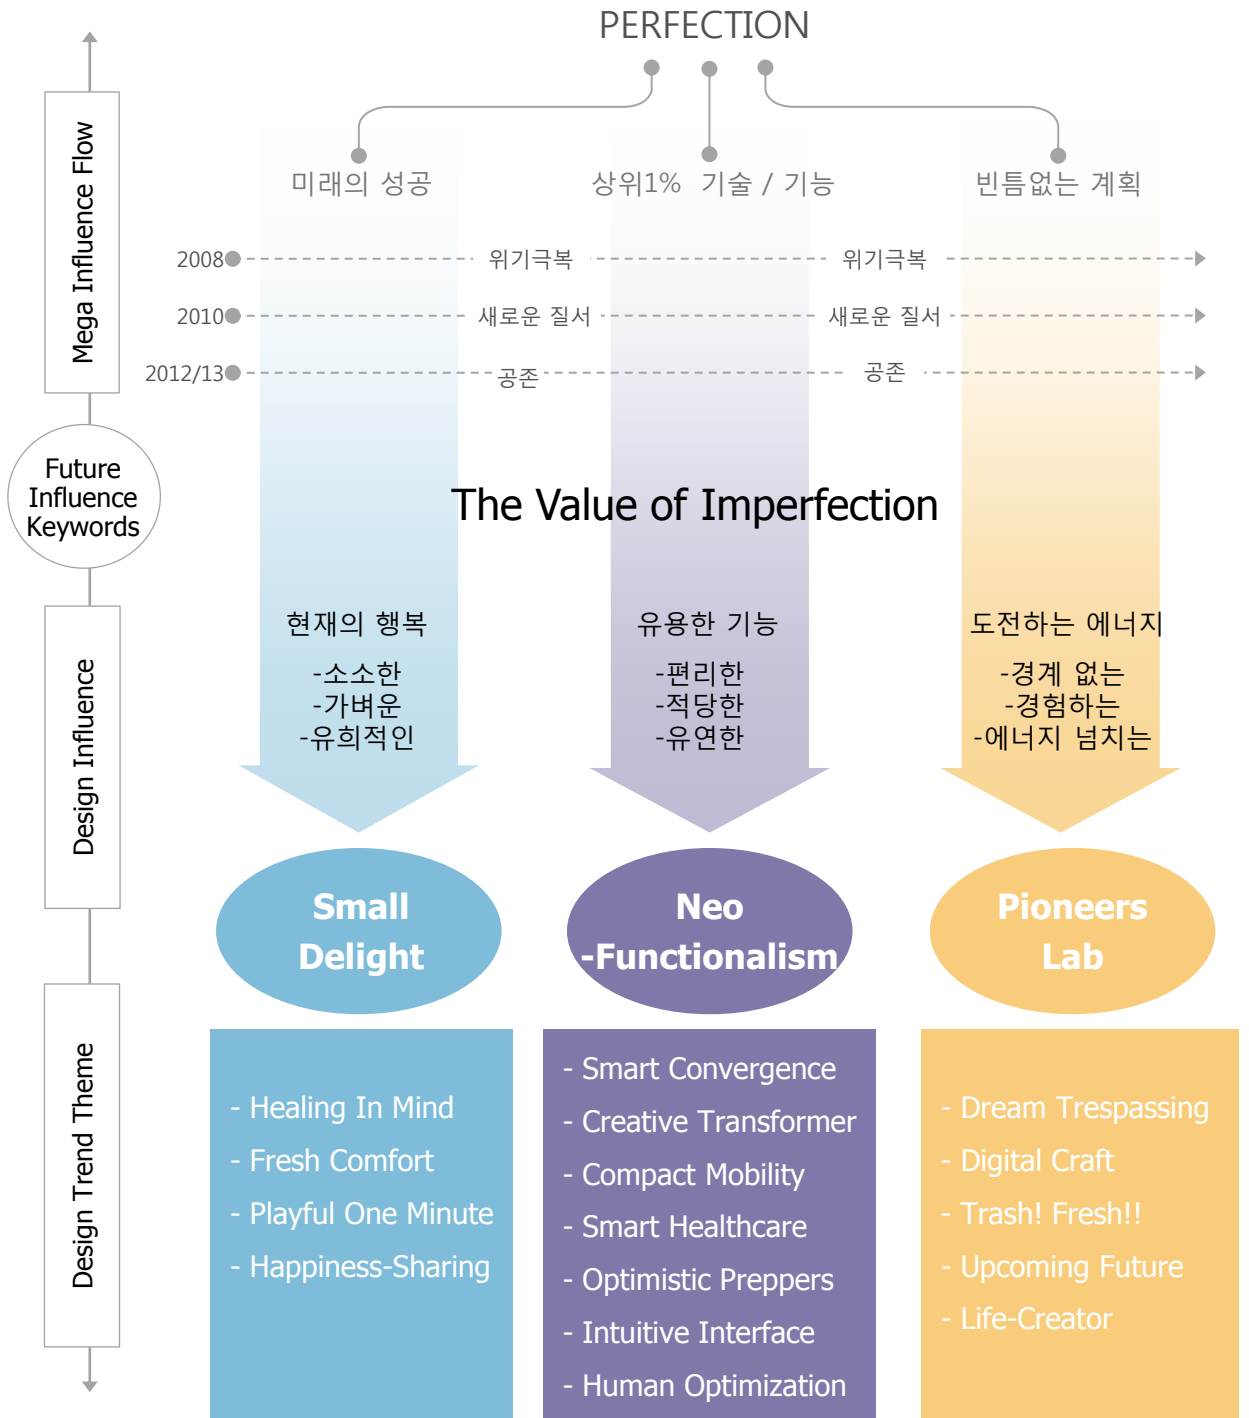 PERFECTION
Mega Influence Flow
미래의 성공
상위1% 기술 / 기능
빈틈없는 계획
2008
위기극복
위기극복
2010
새로운 질서
새로운 질서
2012/13
공존
공존
Future
Influence
Keywords
The Value of Imperfection
Design Influence
현재의 행복
-소소한
-가벼운
-유희적인
유용한 기능
-편리한
-적당한
-유연한
도전하는 에너지
-경계 없는
-경험하는
-에너지 넘치는
Small
Delight
Neo
-Functionalism
Pioneers
Lab
Design Trend Theme
- Healing In Mind
- Fresh Comfort
- Playful One Minute
- Happiness-Sharing
- Smart Convergence
- Creative Transformer
- Compact Mobility
- Smart Healthcare
- Optimistic Preppers
- Intuitive Interface
- Human Optimization
- Dream Trespassing
- Digital Craft
- Trash! Fresh!!
- Upcoming Future
- Life-Creator